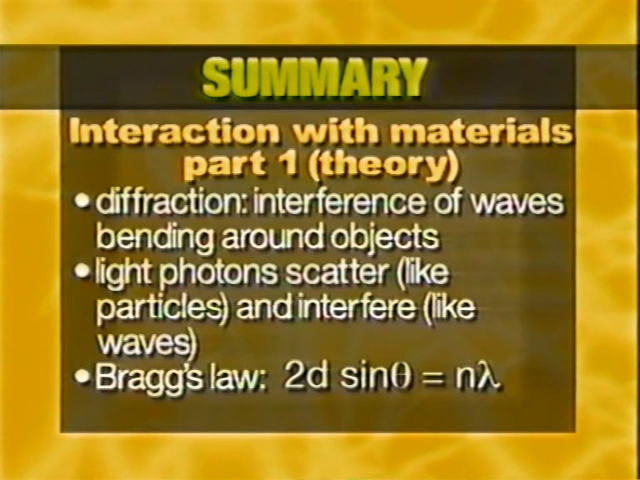 SUMMARY
Interaction with materials
part 1 (theory)
• diffraction: interference of waves
bending around objects
• light photons scatter (like
particles) and interfere (like
waves)
• Bragg's law: 2d sinθ = nλ